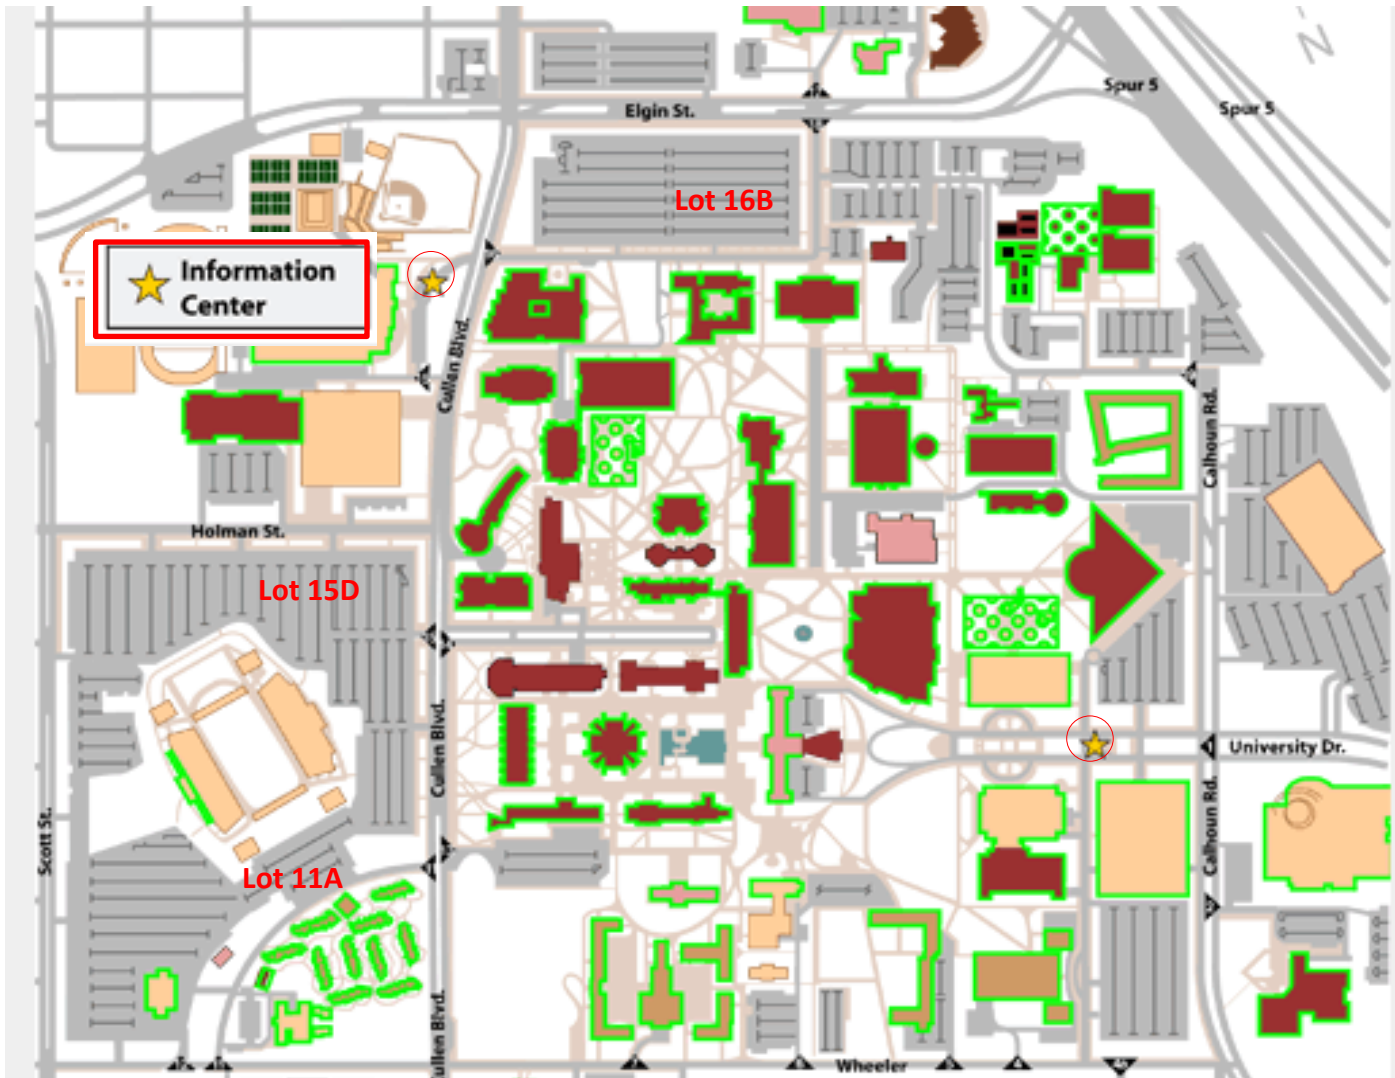 N
Spur 5
Spur 5
Elgin St.
Lot 16B
Information
Center
Cullen Blvd.
Calhoun Rd.
Holman St.
Lot 15D
Cullen Blvd.
University Dr.
Scott St.
Calhoun Rd.
Lot 11A
Cullen Blvd.
Wheeler